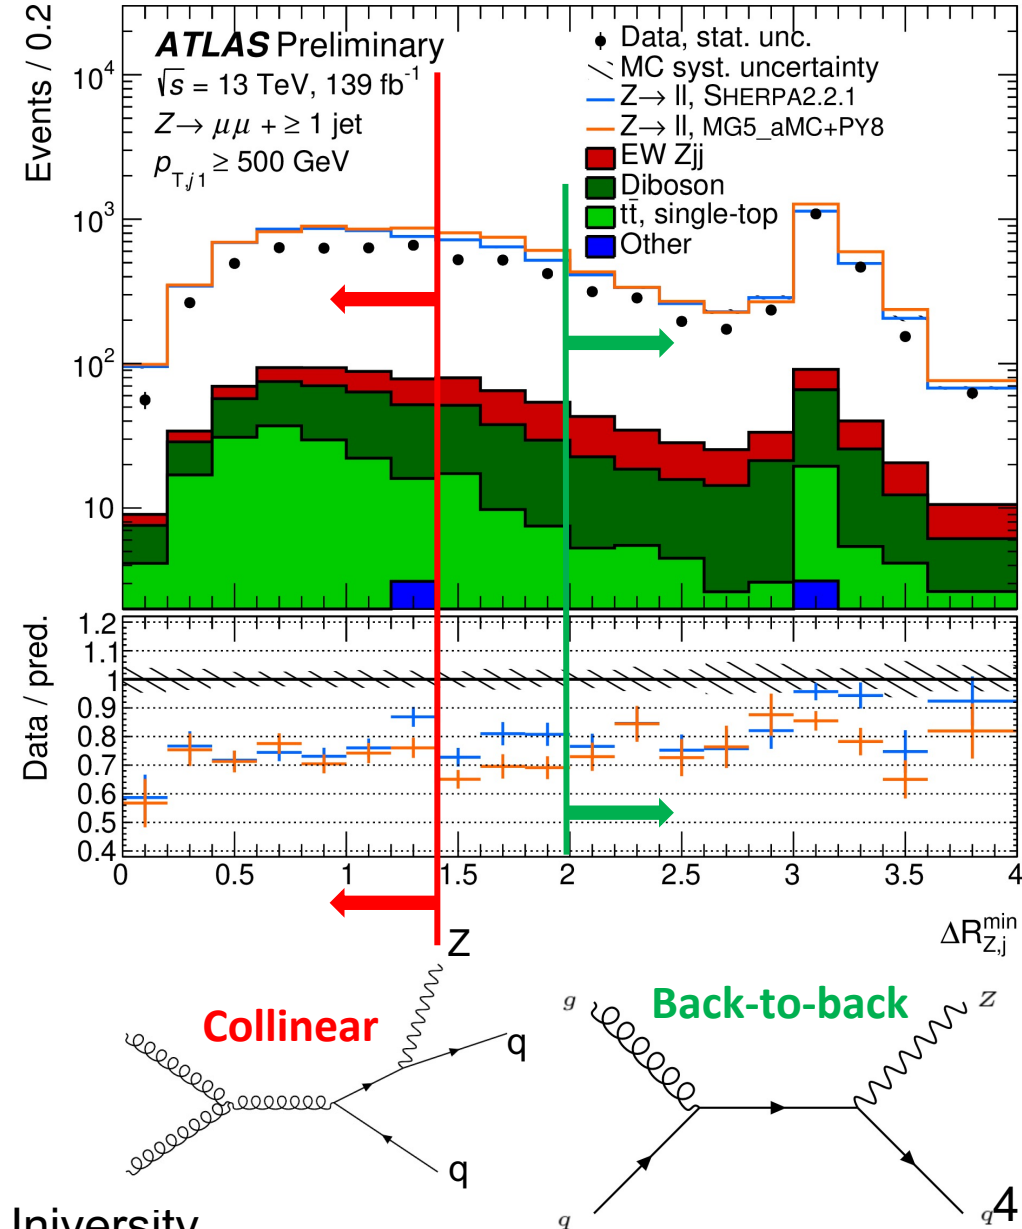 Events / 0.2
ATLAS Preliminary
√s = 13 TeV, 139 fb⁻¹
Z→ μμ + ≥ 1 jet
p_T,j1 ≥ 500 GeV
Data, stat. unc.
MC syst. uncertainty
Z→ ll, SHERPA2.2.1
Z→ ll, MG5_aMC+PY8
EW Zjj
Diboson
tt̄, single-top
Other
10⁴
10³
10²
10
Data / pred.
1.2
1.1
1
0.9
0.8
0.7
0.6
0.5
0.4
0 0.5 1 1.5 2 2.5 3 3.5 4
ΔR^min_Z,j
Z
Collinear
q
q
Back-to-back
g
Z
q
q
4